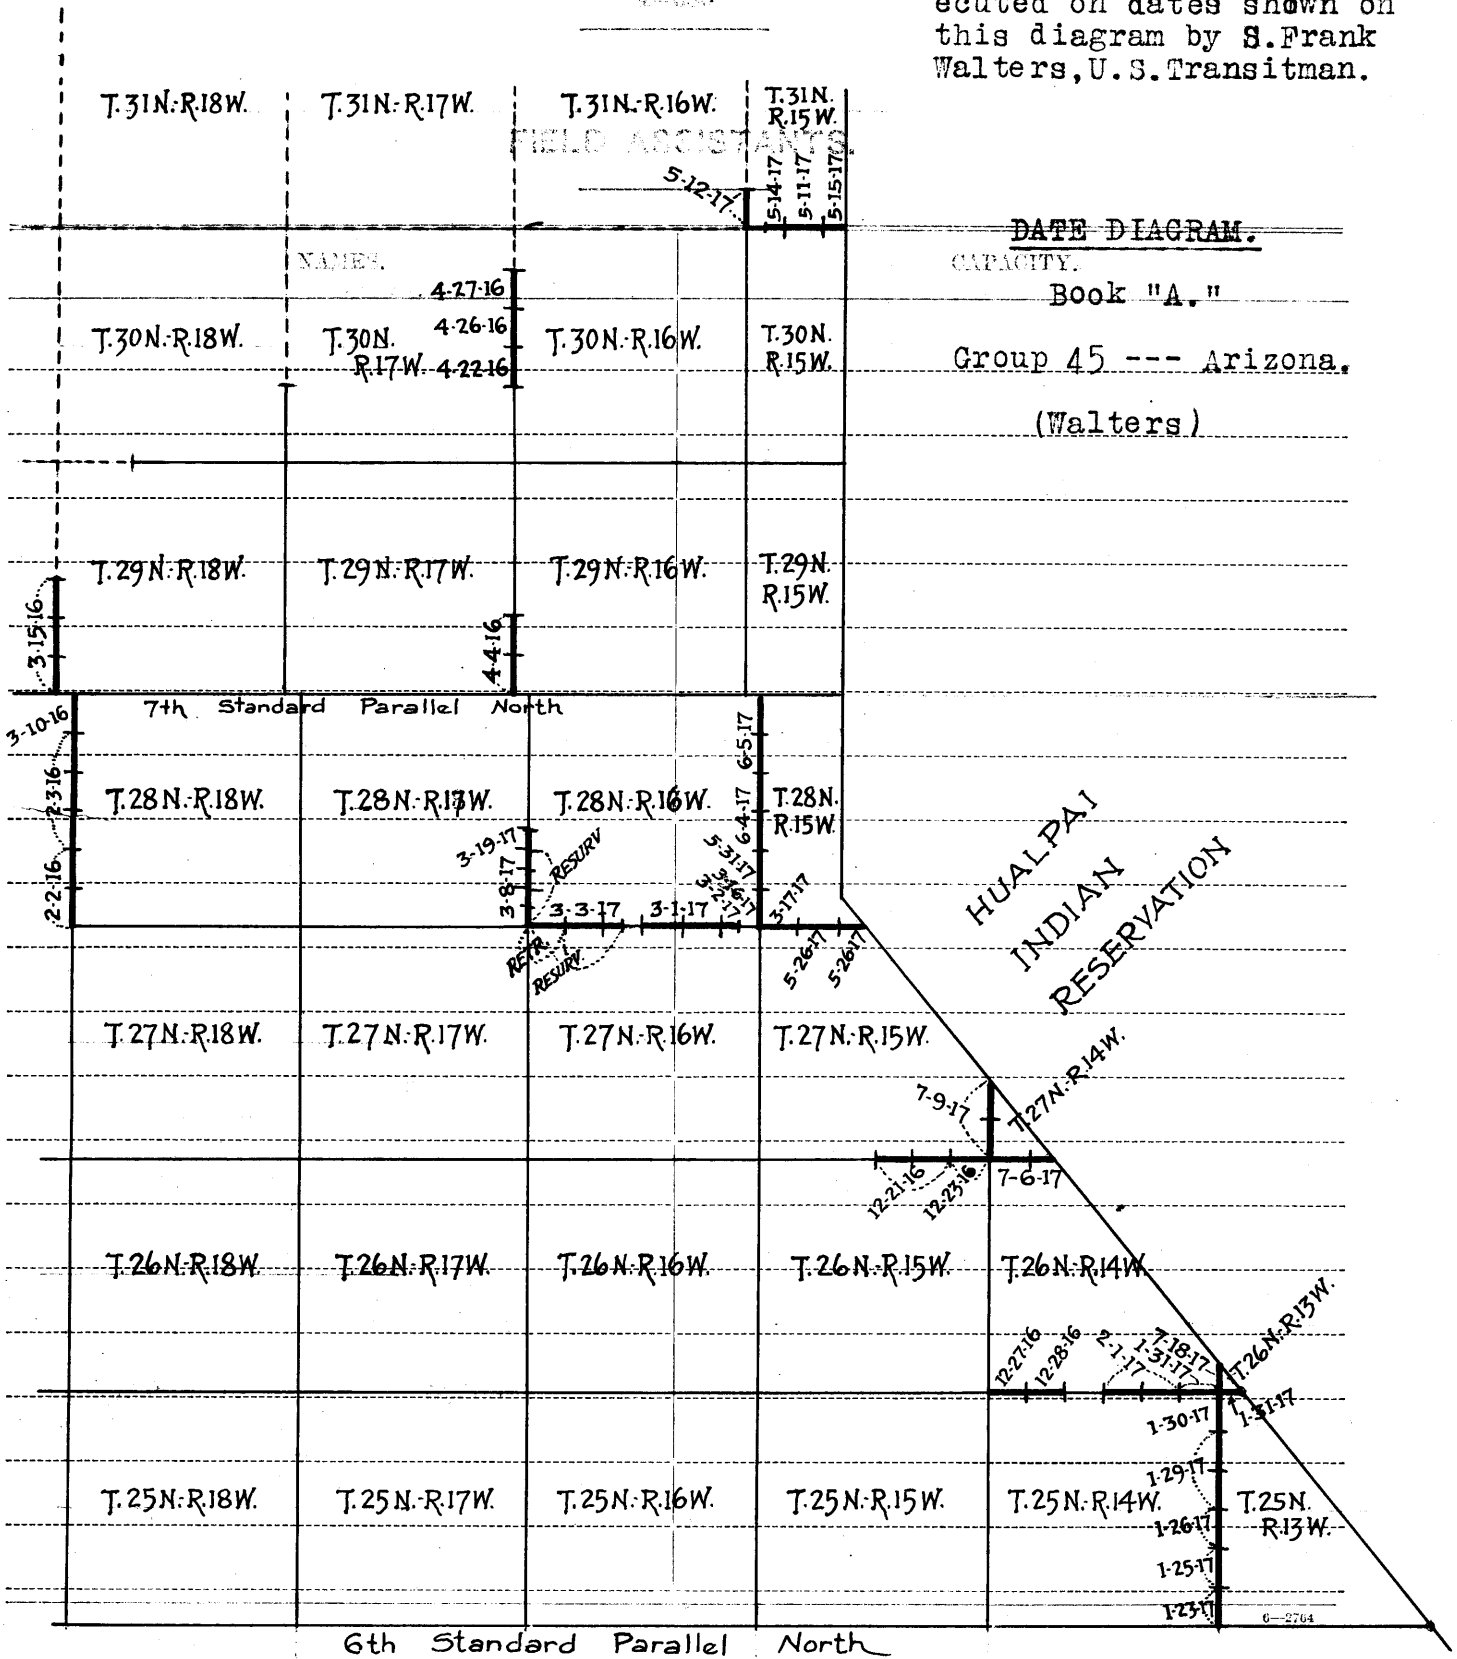 ecuted on dates shown on
this diagram by S.Frank
Walters,U.S.Transitman.
T.31N.-R.18W.
T.31N.-R.17W.
T.31N.-R.16W.
T.31N.
R.15W.
FIELD ASSISTANTS.
5-12-17
5-14-17
5-11-17
5-15-17
DATE DIAGRAM.
NAMES.
CAPACITY.
Book "A."
4-27-16
4-26-16
4-22-16
T.30N.-R.18W.
T.30N.
R.17W.
T.30N.-R.16W.
T.30N.
R.15W.
Group 45 --- Arizona.
(Walters)
T.29N.-R.18W.
T.29N.-R.17W.
T.29N.-R.16W.
T.29N.
R.15W.
3-15-16
4-4-16
7th Standard Parallel North
3-10-16
2-3-16
2-2-16
6-5-17
6-4-17
5-31-17
3-16-17
3-2-17
T.28N.-R.18W.
T.28N.-R.17W.
T.28N.-R.16W.
T.28N.
R.15W.
3-19-17
3-8-17
RESURV
3-3-17
3-1-17
3-17-17
RETR.
RESURV.
5-26-17
5-26-17
HUALPAI
INDIAN
RESERVATION
T.27N.-R.18W.
T.27N.-R.17W.
T.27N.-R.16W.
T.27N.-R.15W.
T.27N.-R.14W.
7-9-17
12-21-16
12-23-16
7-6-17
T.26N.-R.18W.
T.26N.-R.17W.
T.26N.-R.16W.
T.26N.-R.15W.
T.26N.-R.14W.
T.26N.-R.13W.
12-27-16
12-28-16
2-1-17
1-31-17
7-18-17
1-31-17
1-30-17
1-29-17
1-26-17
1-25-17
1-23-17
T.25N.-R.18W.
T.25N.-R.17W.
T.25N.-R.16W.
T.25N.-R.15W.
T.25N.-R.14W.
T.25N.
R.13W.
6—2764
6th Standard Parallel North